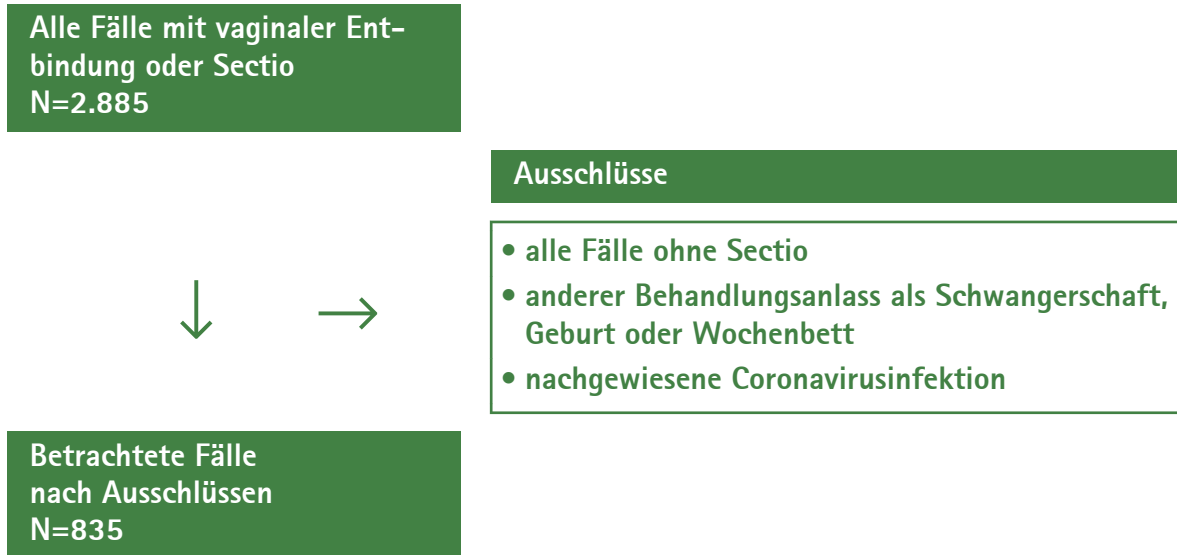 Alle Fälle mit vaginaler Ent-
bindung oder Sectio
N=2.885
Ausschlüsse
• alle Fälle ohne Sectio
• anderer Behandlungsanlass als Schwangerschaft,
Geburt oder Wochenbett
• nachgewiesene Coronavirusinfektion
Betrachtete Fälle
nach Ausschlüssen
N=835